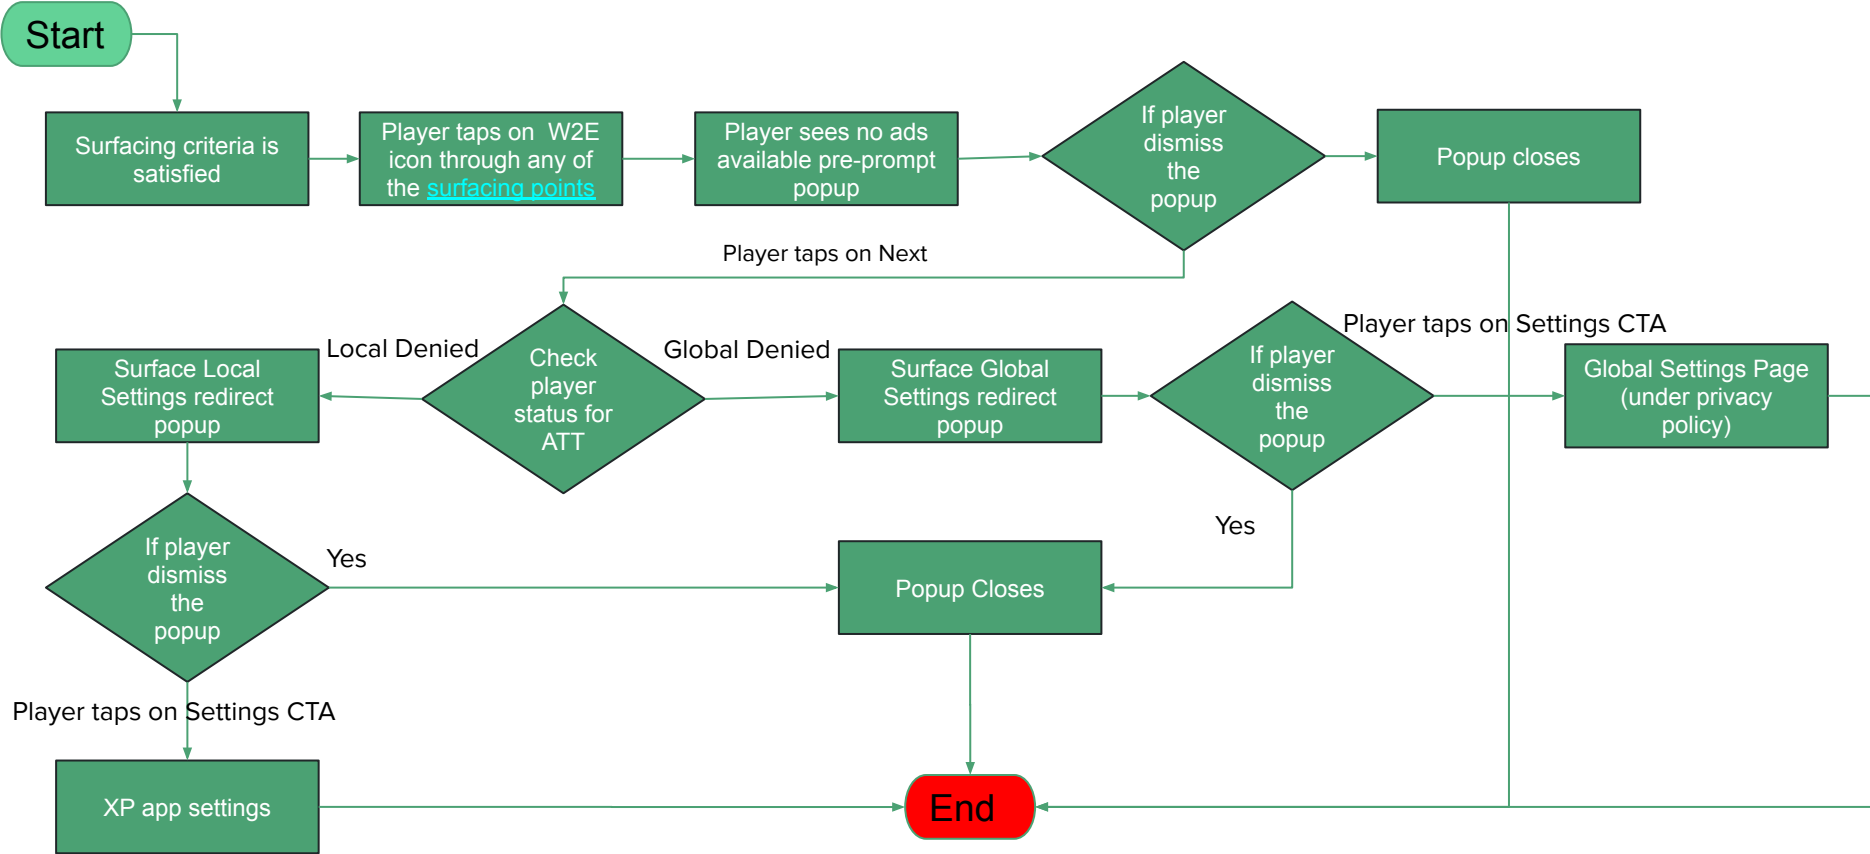 Start
Surfacing criteria is
satisfied
Player taps on W2E
icon through any of
the surfacing points
Player sees no ads
available pre-prompt
popup
If player
dismiss
the
popup
Popup closes
Player taps on Next
Local Denied
Check
player
status for
ATT
Global Denied
Surface Local
Settings redirect
popup
Surface Global
Settings redirect
popup
If player
dismiss
the
popup
Player taps on Settings CTA
Global Settings Page
(under privacy
policy)
If player
dismiss
the
popup
Yes
Yes
Popup Closes
Player taps on Settings CTA
XP app settings
End